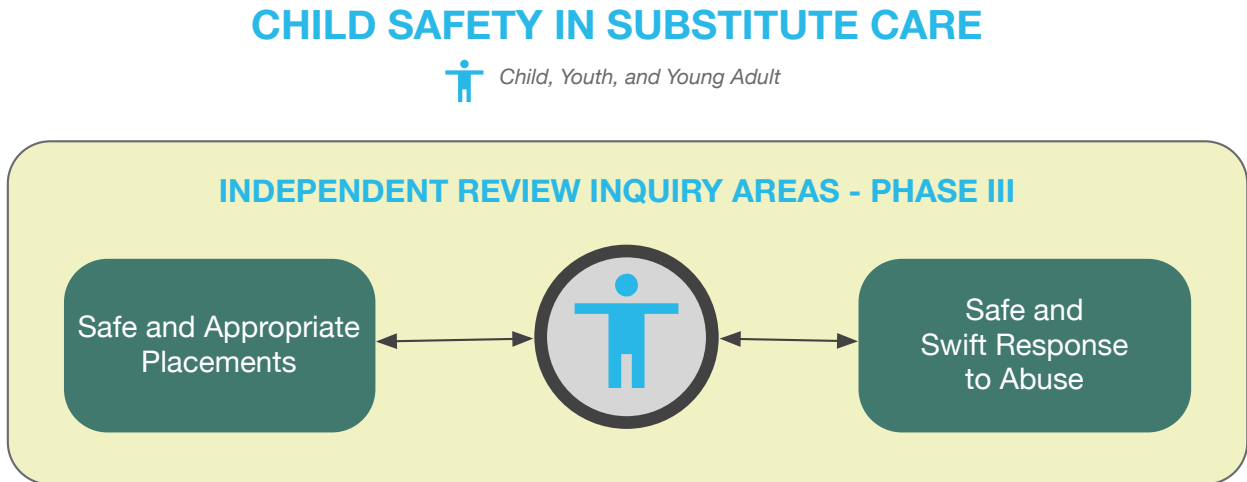 CHILD SAFETY IN SUBSTITUTE CARE
Child, Youth, and Young Adult
INDEPENDENT REVIEW INQUIRY AREAS - PHASE III
Safe and Appropriate
Placements
Safe and
Swift Response
to Abuse